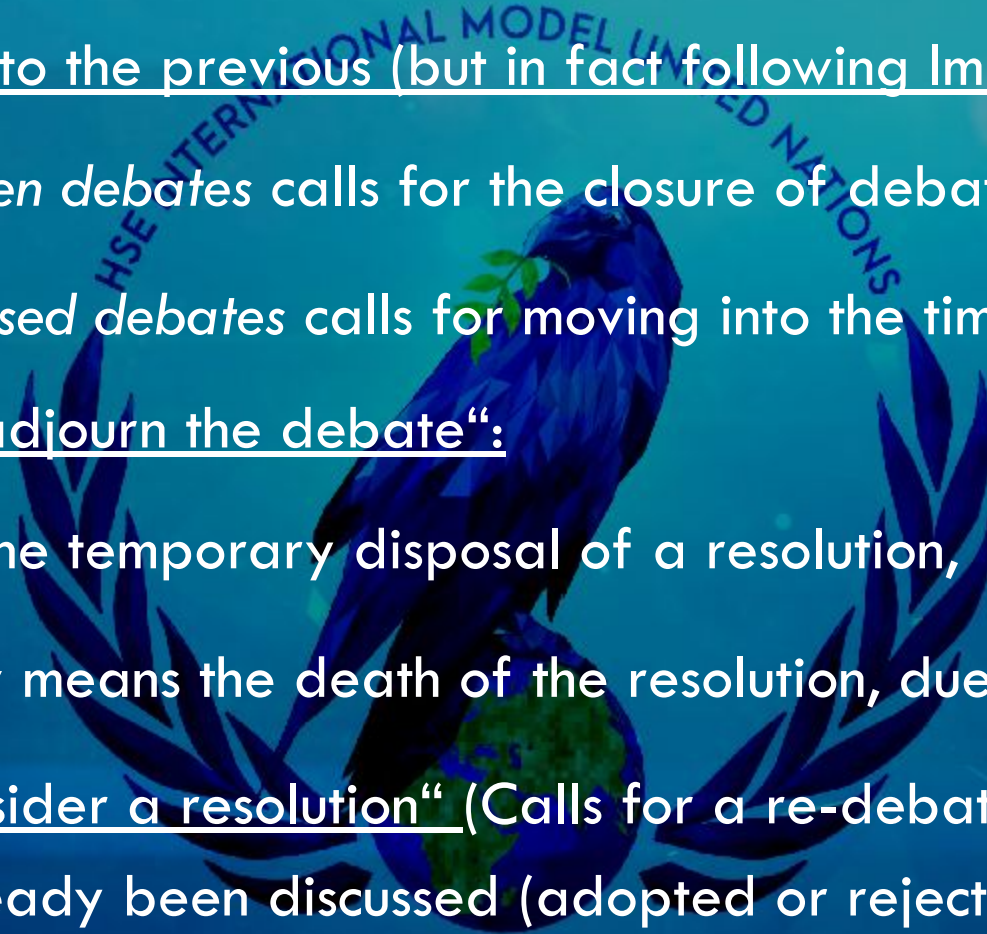 HSE INTERNATIONAL MODEL UNITED NATIONS
to the previous (but in fact following Im
en debates calls for the closure of debat
sed debates calls for moving into the tim
adjourn the debate“:
he temporary disposal of a resolution,
means the death of the resolution, due
sider a resolution“ (Calls for a re-debat
eady been discussed (adopted or reject